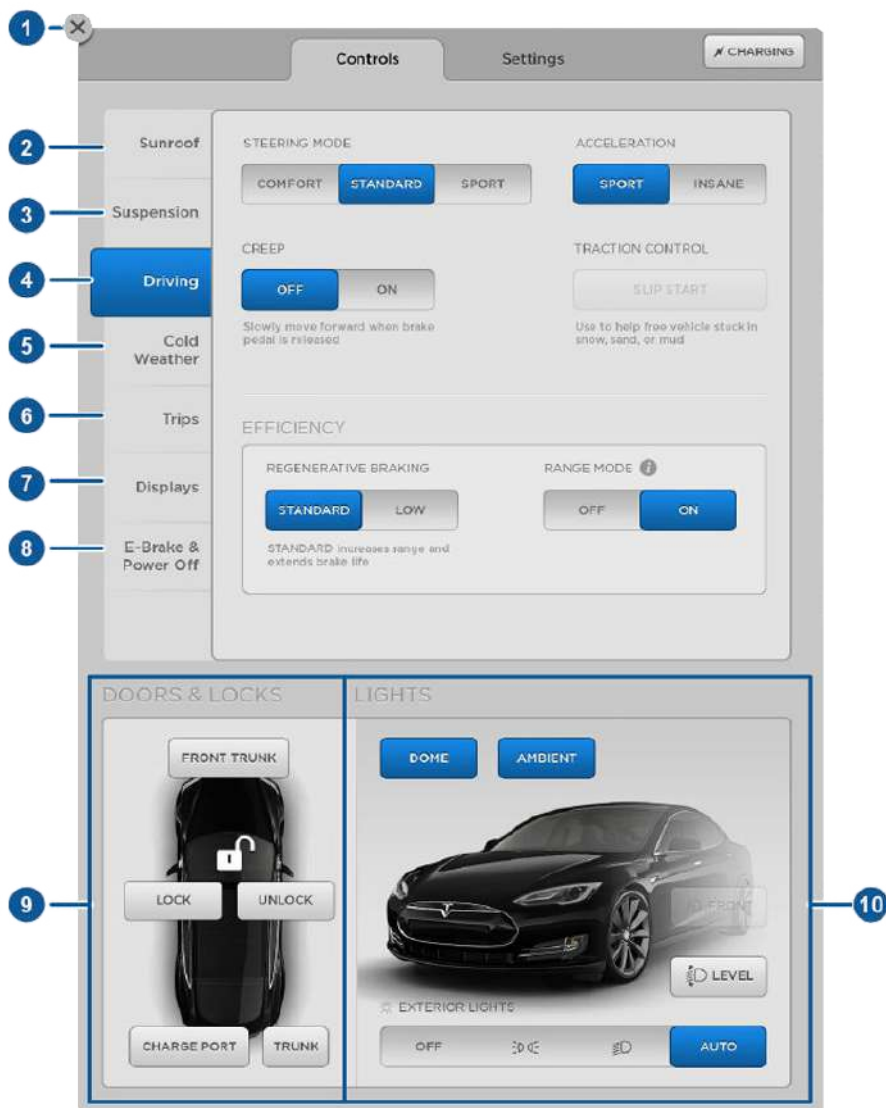 1
Controls
Settings
CHARGING
2
Sunroof
3
Suspension
4
Driving
5
Cold
Weather
6
Trips
7
Displays
8
E-Brake &
Power Off
STEERING MODE
COMFORT STANDARD SPORT
ACCELERATION
SPORT INSANE
CREEP
OFF ON
Slowly move forward when brake
pedal is released
TRACTION CONTROL
SLIP START
Use to help free vehicle stuck in
snow, sand, or mud
EFFICIENCY
REGENERATIVE BRAKING
STANDARD LOW
STANDARD increases range and
extends brake life
RANGE MODE i
OFF ON
9
DOORS & LOCKS
FRONT TRUNK
LOCK UNLOCK
CHARGE PORT TRUNK
10
LIGHTS
DOME AMBIENT
FRONT
LEVEL
EXTERIOR LIGHTS
OFF AUTO